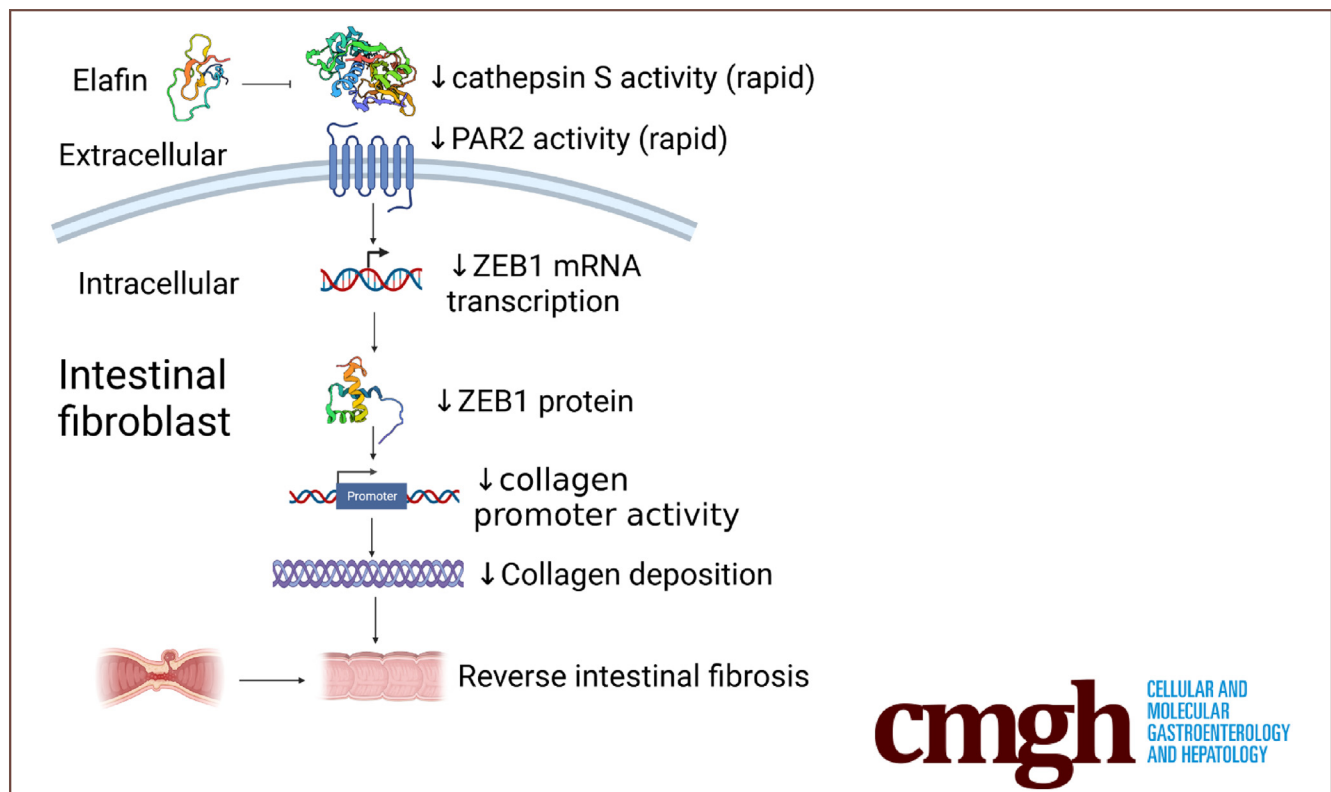 Elafin
↓cathepsin S activity (rapid)
Extracellular
↓PAR2 activity (rapid)
Intracellular
↓ZEB1 mRNA
transcription
Intestinal
fibroblast
↓ZEB1 protein
Promoter
↓collagen
promoter activity
↓Collagen deposition
Reverse intestinal fibrosis
cmgh
CELLULAR AND
MOLECULAR
GASTROENTEROLOGY
AND HEPATOLOGY